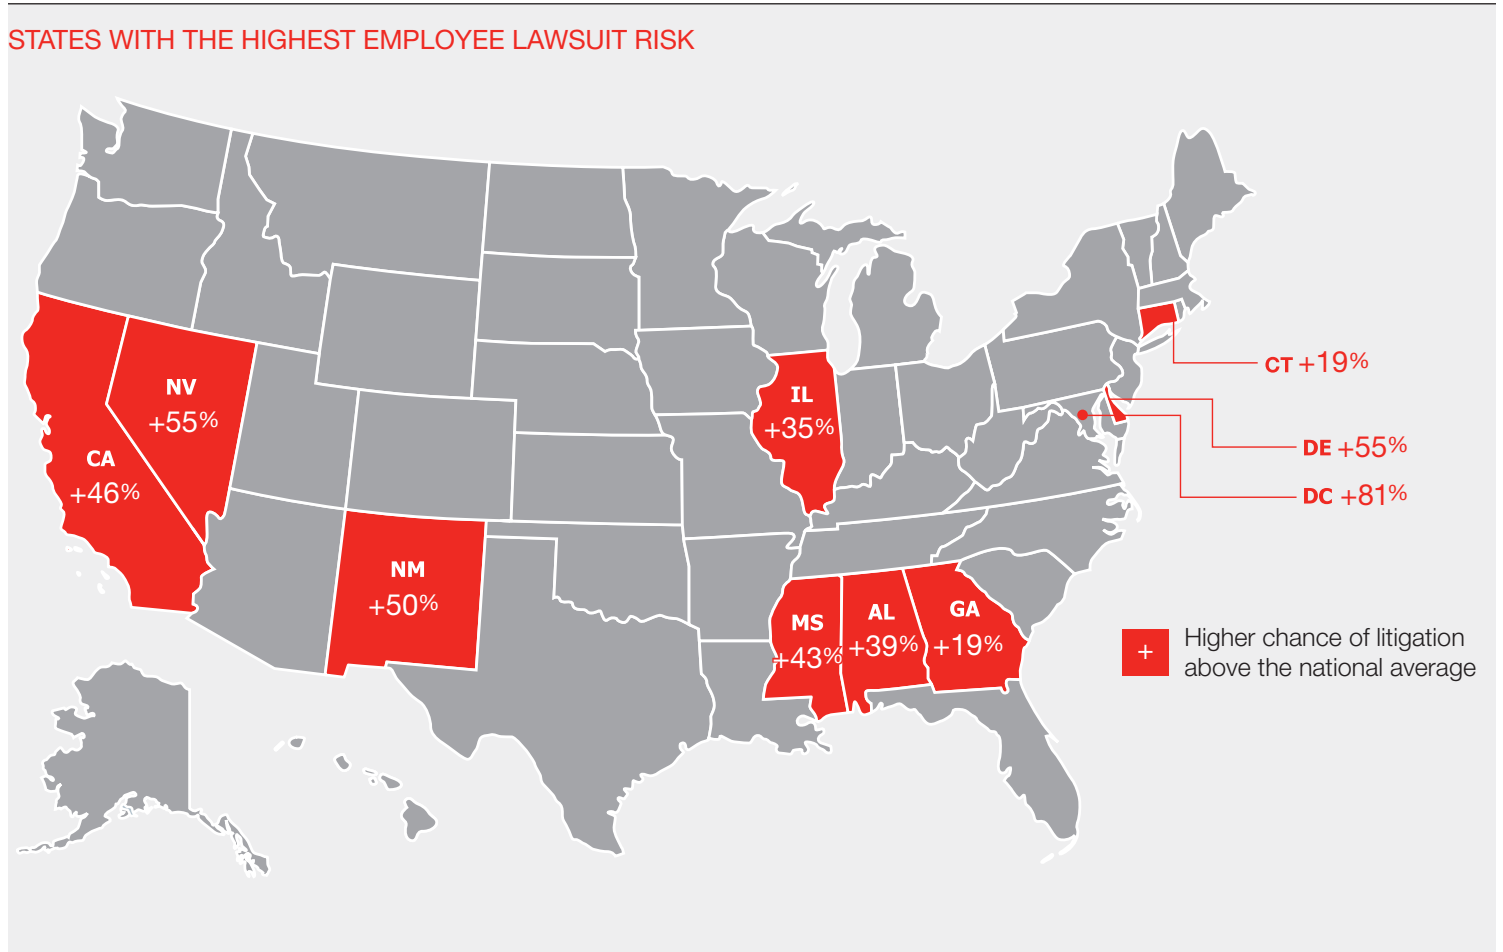 STATES WITH THE HIGHEST EMPLOYEE LAWSUIT RISK
NV
+55%
CA
+46%
NM
+50%
IL
+35%
MS
+43%
AL
+39%
GA
+19%
CT +19%
DE +55%
DC +81%
+
Higher chance of litigation
above the national average